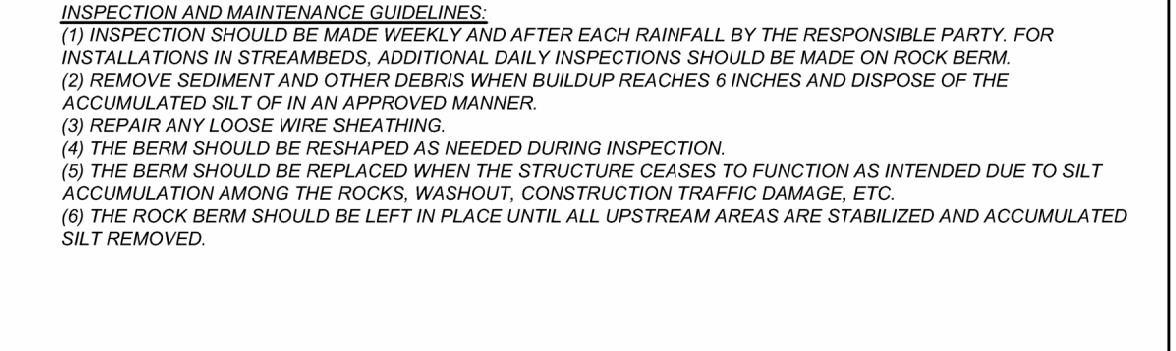 INSPECTION AND MAINTENANCE GUIDELINES:
(1) INSPECTION SHOULD BE MADE WEEKLY AND AFTER EACH RAINFALL BY THE RESPONSIBLE PARTY. FOR
INSTALLATIONS IN STREAMBEDS, ADDITIONAL DAILY INSPECTIONS SHOULD BE MADE ON ROCK BERM.
(2) REMOVE SEDIMENT AND OTHER DEBRIS WHEN BUILDUP REACHES 6 INCHES AND DISPOSE OF THE
ACCUMULATED SILT OF IN AN APPROVED MANNER.
(3) REPAIR ANY LOOSE WIRE SHEATHING.
(4) THE BERM SHOULD BE RESHAPED AS NEEDED DURING INSPECTION.
(5) THE BERM SHOULD BE REPLACED WHEN THE STRUCTURE CEASES TO FUNCTION AS INTENDED DUE TO SILT
ACCUMULATION AMONG THE ROCKS, WASHOUT, CONSTRUCTION TRAFFIC DAMAGE, ETC.
(6) THE ROCK BERM SHOULD BE LEFT IN PLACE UNTIL ALL UPSTREAM AREAS ARE STABILIZED AND ACCUMULATED
SILT REMOVED.